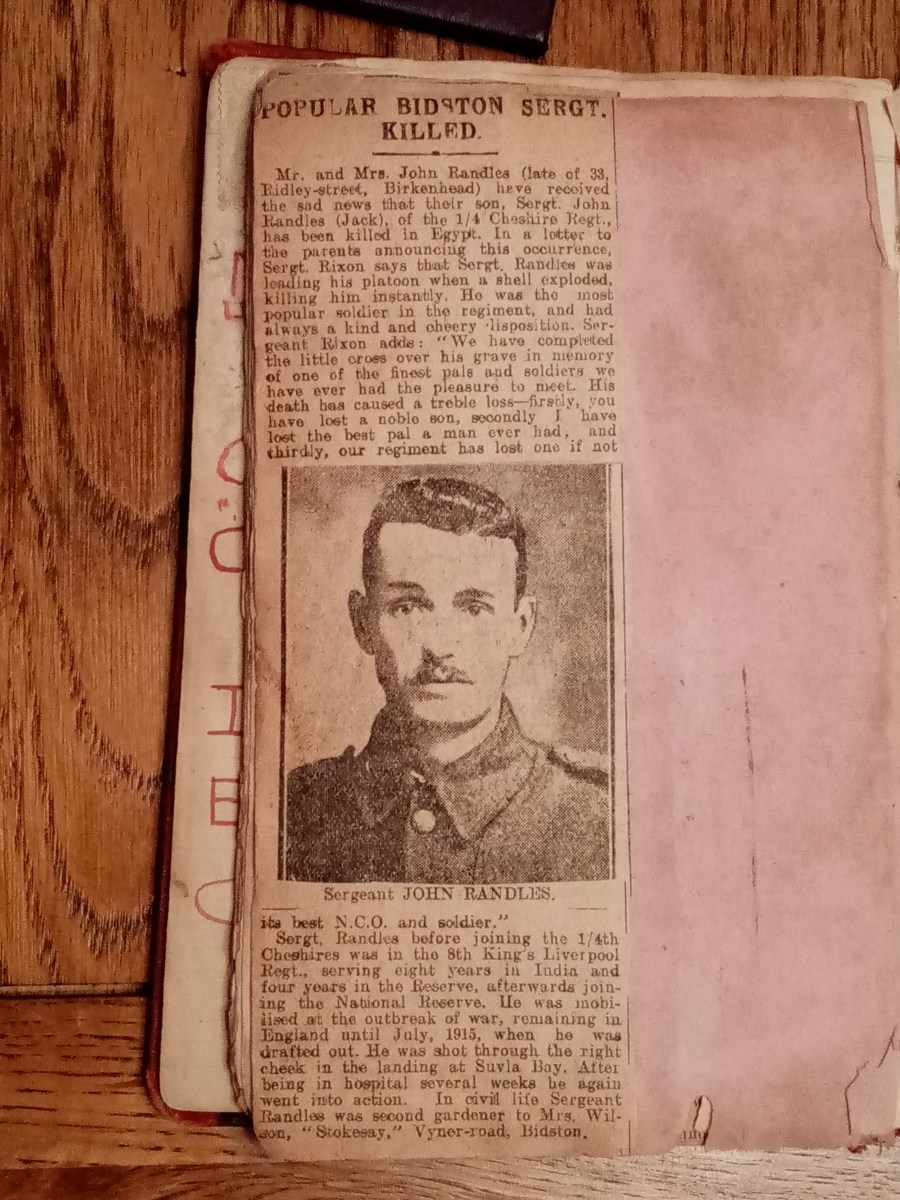 POPULAR BIDSTON SERGT.
KILLED.
Mr. and Mrs. John Randles (late of 33,
Ridley-street, Birkenhead) have received
the sad news that their son, Sergt. John
Randles (Jack), of the 1/4 Cheshire Regt.,
has been killed in Egypt. In a letter to
the parents announcing this occurrence,
Sergt. Rixon says that Sergt. Randles was
leading his platoon when a shell exploded,
killing him instantly. He was the most
popular soldier in the regiment, and had
always a kind and cheery disposition. Ser-
geant Rixon adds: "We have completed
the little cross over his grave in memory
of one of the finest pals and soldiers we
have ever had the pleasure to meet. His
death has caused a treble loss—firstly, you
have lost a noble son, secondly I have
lost the best pal a man ever had, and
thirdly, our regiment has lost one if not
Sergeant JOHN RANDLES.
its best N.C.O. and soldier."
Sergt. Randles before joining the 1/4th
Cheshires was in the 8th King's Liverpool
Regt., serving eight years in India and
four years in the Reserve, afterwards join-
ing the National Reserve. He was mobi-
lised at the outbreak of war, remaining in
England until July, 1915, when he was
drafted out. He was shot through the right
cheek in the landing at Suvla Bay. After
being in hospital several weeks he again
went into action. In civil life Sergeant
Randles was second gardener to Mrs. Wil-
son, "Stokesay," Vyner-road, Bidston.